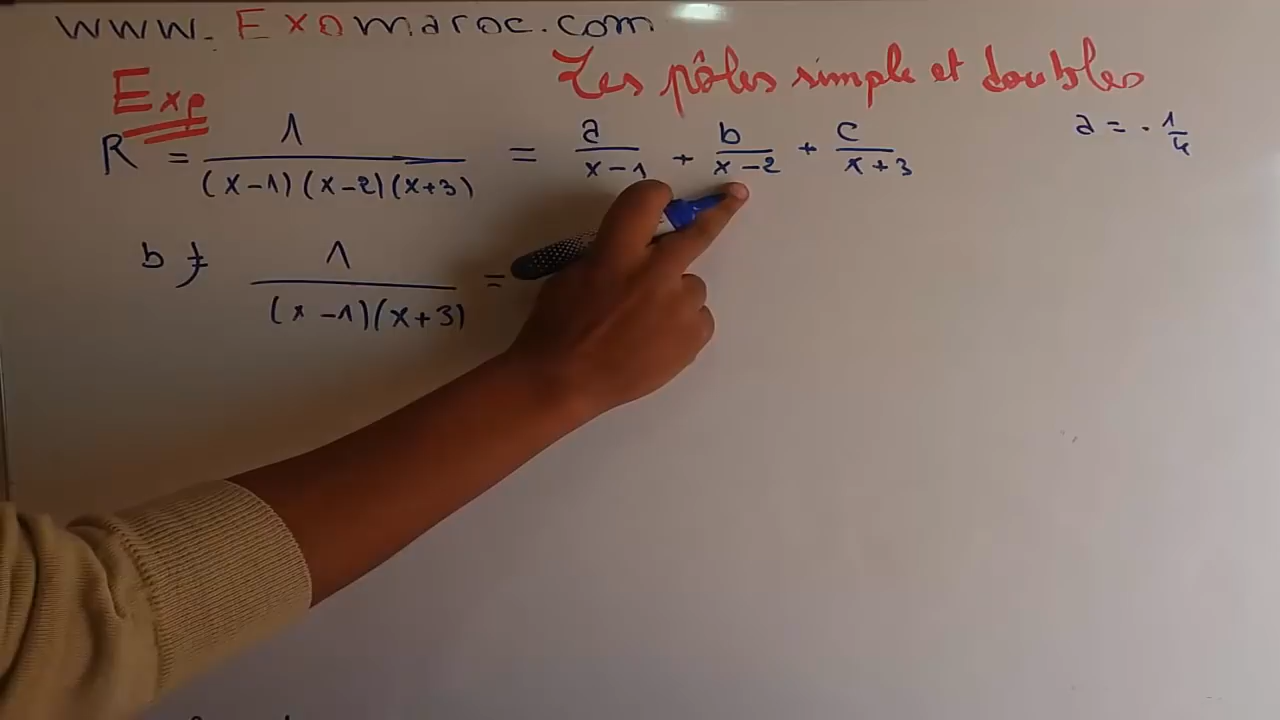 www.Exomaroc.com
Les pôles simple et doubles
Exp
R = 1/((x-1)(x-2)(x+3)) = a/(x-1) + b/(x-2) + c/(x+3)
a = -1/4
b) 1/((x-1)(x+3)) =